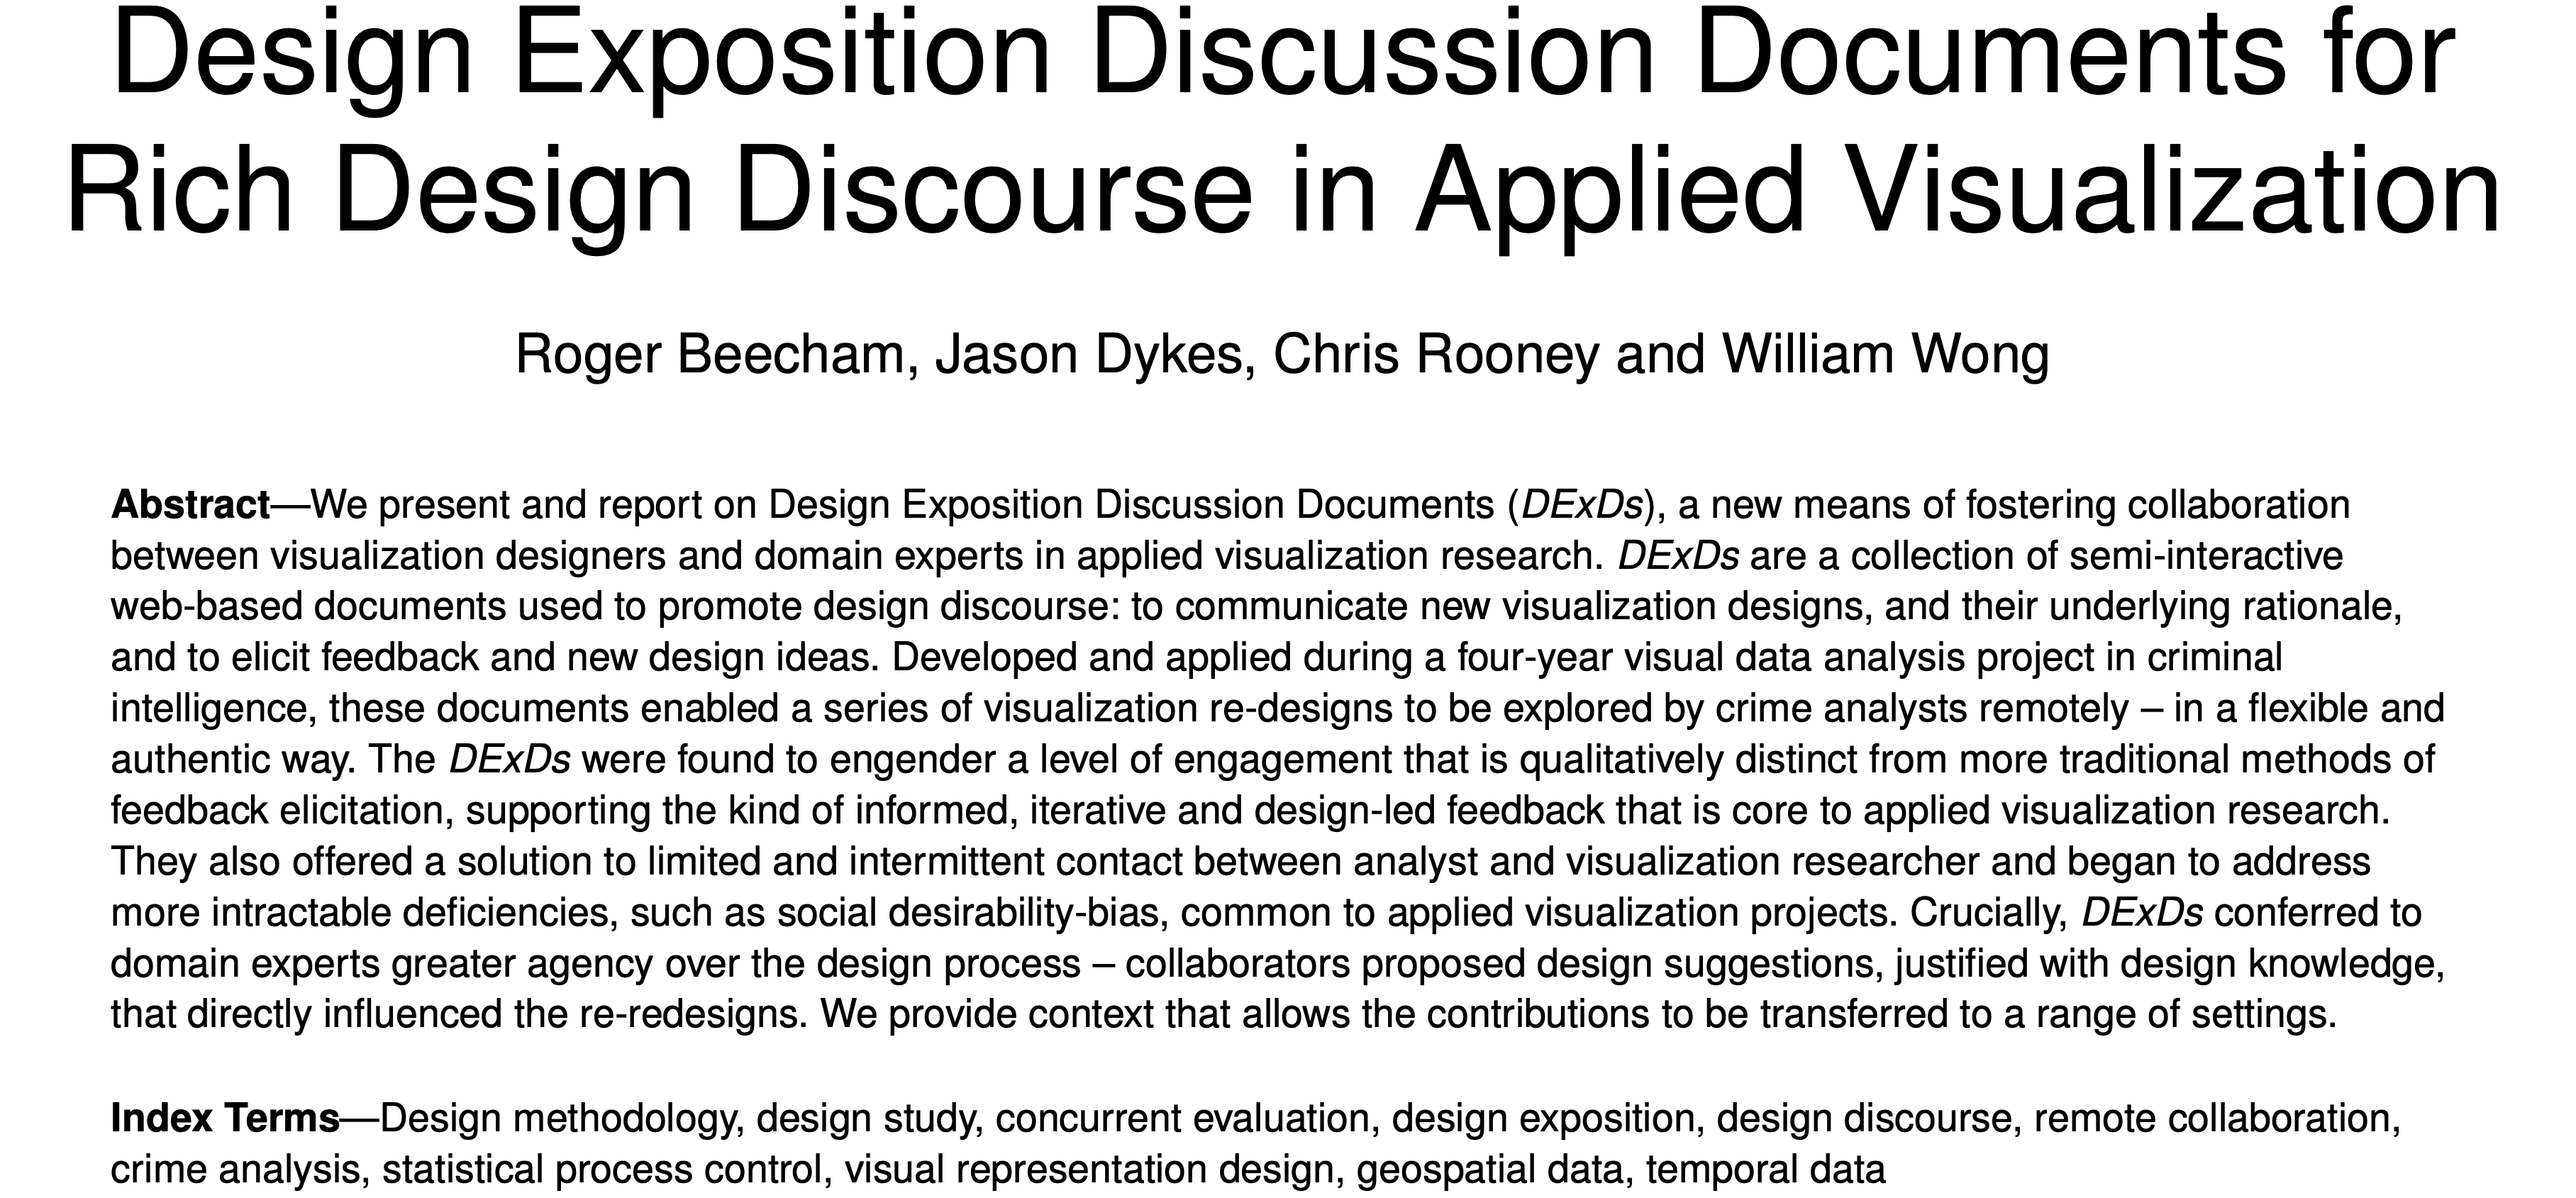 Design Exposition Discussion Documents for
Rich Design Discourse in Applied Visualization
Roger Beecham, Jason Dykes, Chris Rooney and William Wong
Abstract—We present and report on Design Exposition Discussion Documents (DExDs), a new means of fostering collaboration
between visualization designers and domain experts in applied visualization research. DExDs are a collection of semi-interactive
web-based documents used to promote design discourse: to communicate new visualization designs, and their underlying rationale,
and to elicit feedback and new design ideas. Developed and applied during a four-year visual data analysis project in criminal
intelligence, these documents enabled a series of visualization re-designs to be explored by crime analysts remotely – in a flexible and
authentic way. The DExDs were found to engender a level of engagement that is qualitatively distinct from more traditional methods of
feedback elicitation, supporting the kind of informed, iterative and design-led feedback that is core to applied visualization research.
They also offered a solution to limited and intermittent contact between analyst and visualization researcher and began to address
more intractable deficiencies, such as social desirability-bias, common to applied visualization projects. Crucially, DExDs conferred to
domain experts greater agency over the design process – collaborators proposed design suggestions, justified with design knowledge,
that directly influenced the re-redesigns. We provide context that allows the contributions to be transferred to a range of settings.
Index Terms—Design methodology, design study, concurrent evaluation, design exposition, design discourse, remote collaboration,
crime analysis, statistical process control, visual representation design, geospatial data, temporal data